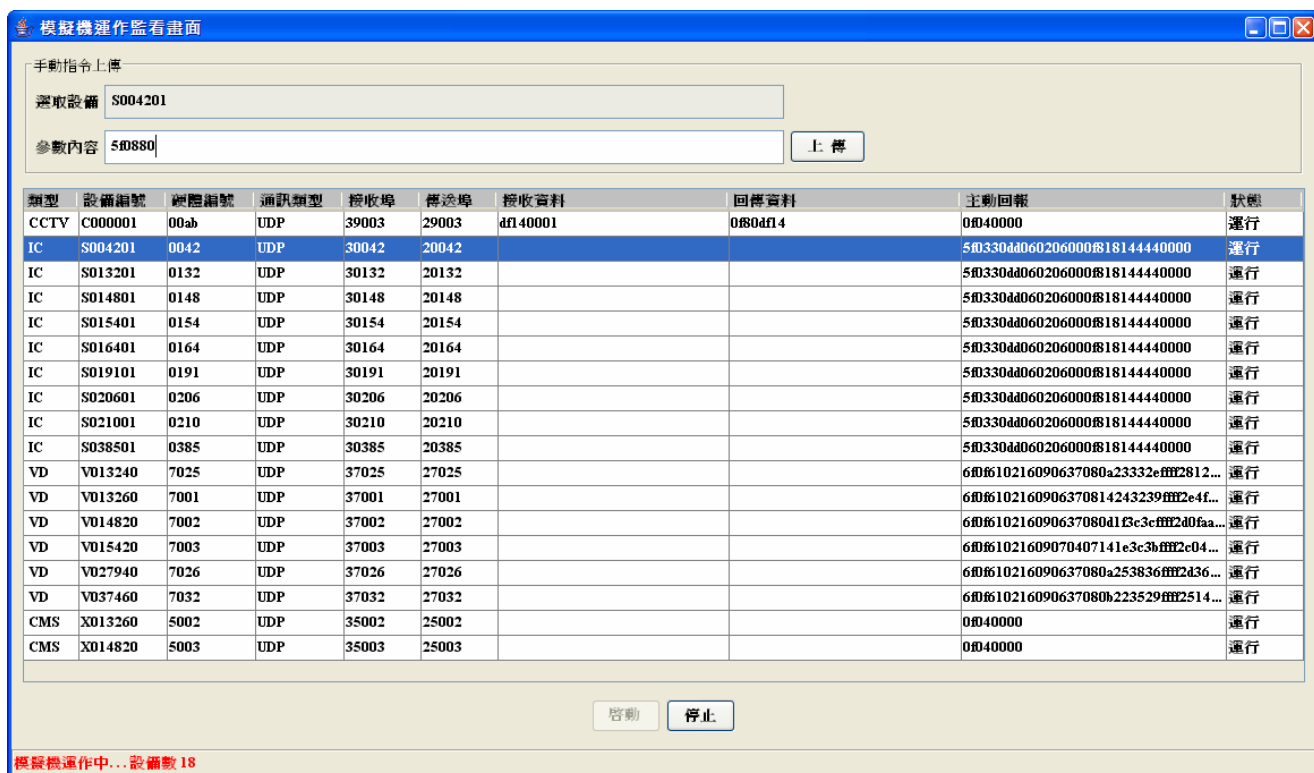 模擬機運作監看畫面
手動指令上傳
選取設備 S004201
參數內容 5f0880 上 傳
類型 設備編號 硬體編號 通訊類型 接收埠 傳送埠 接收資料 回傳資料 主動回報 狀態
CCTV C000001 00ab UDP 39003 29003 df140001 0f80df14 0f040000 運行
IC S004201 0042 UDP 30042 20042 5f0330dd060206000f818144440000 運行
IC S013201 0132 UDP 30132 20132 5f0330dd060206000f818144440000 運行
IC S014801 0148 UDP 30148 20148 5f0330dd060206000f818144440000 運行
IC S015401 0154 UDP 30154 20154 5f0330dd060206000f818144440000 運行
IC S016401 0164 UDP 30164 20164 5f0330dd060206000f818144440000 運行
IC S019101 0191 UDP 30191 20191 5f0330dd060206000f818144440000 運行
IC S020601 0206 UDP 30206 20206 5f0330dd060206000f818144440000 運行
IC S021001 0210 UDP 30210 20210 5f0330dd060206000f818144440000 運行
IC S038501 0385 UDP 30385 20385 5f0330dd060206000f818144440000 運行
VD V013240 7025 UDP 37025 27025 6f0f610216090637080a23332effff2812... 運行
VD V013260 7001 UDP 37001 27001 6f0f6102160906370814243239ffff2e4f... 運行
VD V014820 7002 UDP 37002 27002 6f0f610216090637080d1f3c3cffff2d0faa... 運行
VD V015420 7003 UDP 37003 27003 6f0f61021609070407141e3c3bffff2c04... 運行
VD V027940 7026 UDP 37026 27026 6f0f610216090637080a253836ffff2d36... 運行
VD V037460 7032 UDP 37032 27032 6f0f610216090637080b223529ffff2514... 運行
CMS X013260 5002 UDP 35002 25002 0f040000 運行
CMS X014820 5003 UDP 35003 25003 0f040000 運行
啓動 停止
模擬機運作中...設備數 18